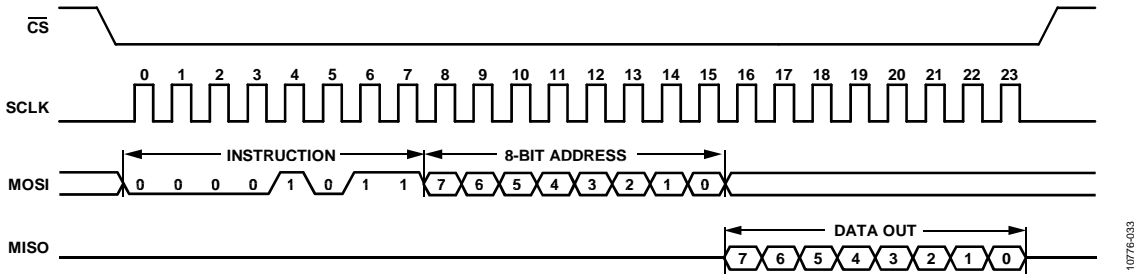 CS
0 1 2 3 4 5 6 7 8 9 10 11 12 13 14 15 16 17 18 19 20 21 22 23
SCLK
INSTRUCTION 8-BIT ADDRESS
MOSI 0 0 0 0 1 0 1 1 7 6 5 4 3 2 1 0
DATA OUT
MISO 7 6 5 4 3 2 1 0
10776-033